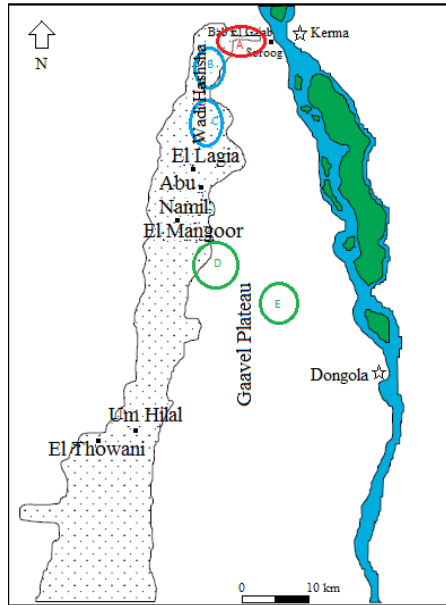 Bab El Gaab
Kerma
A
Seroog
N
B
Wadi Hashsha
C
El Lagia
Abu
Namil
El Mangoor
D
E
Gaavel Plateau
Dongola
Um Hilal
El Thowani
0 10 km